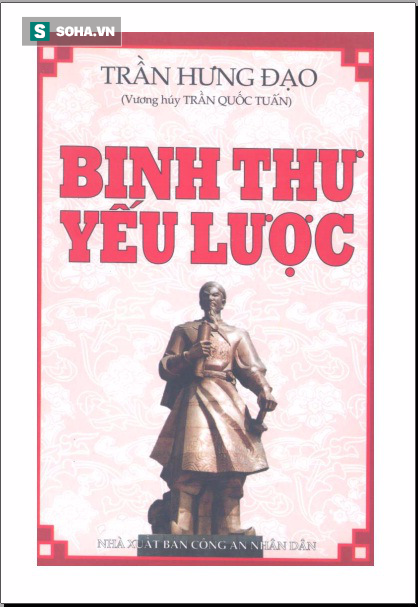 S SOHA.VN
TRẦN HƯNG ĐẠO
(Vương húy TRẦN QUỐC TUẤN)
BINH THƯ
YẾU LƯỢC
NHÀ XUẤT BẢN CÔNG AN NHÂN DÂN